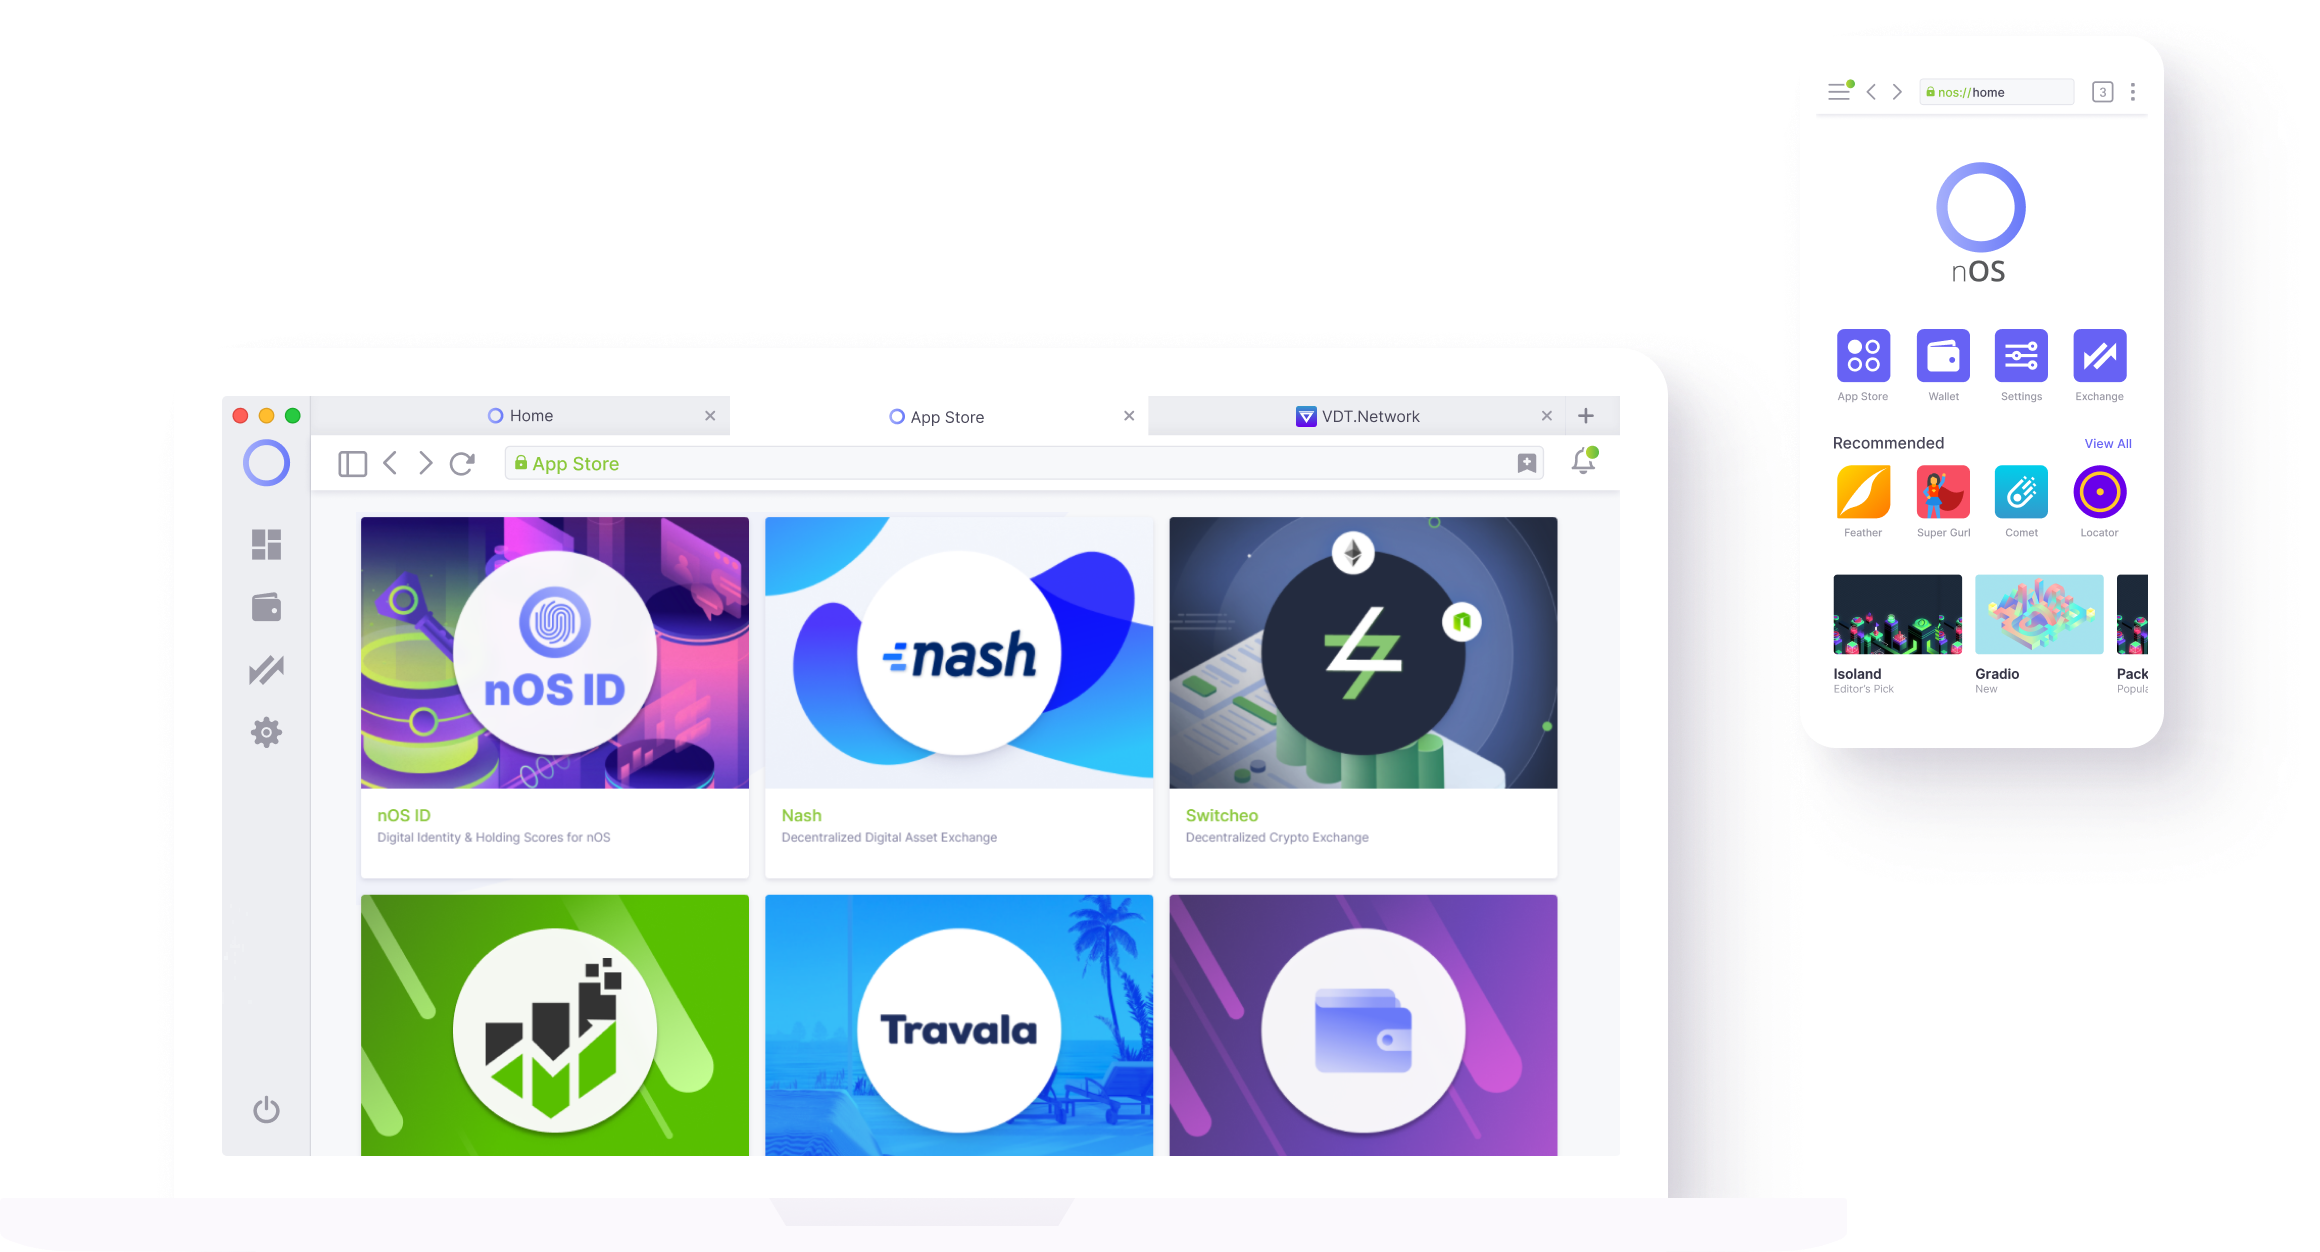 Home
App Store
VDT.Network
App Store
nOS ID
nash
nOS ID
Digital Identity & Holding Scores for nOS
Nash
Decentralized Digital Asset Exchange
Switcheo
Decentralized Crypto Exchange
Travala
nos://home
3
nOS
App Store
Wallet
Settings
Exchange
Recommended
View All
Feather
Super Gurl
Comet
Locator
Isoland
Editor's Pick
Gradio
New
Pack
Popula